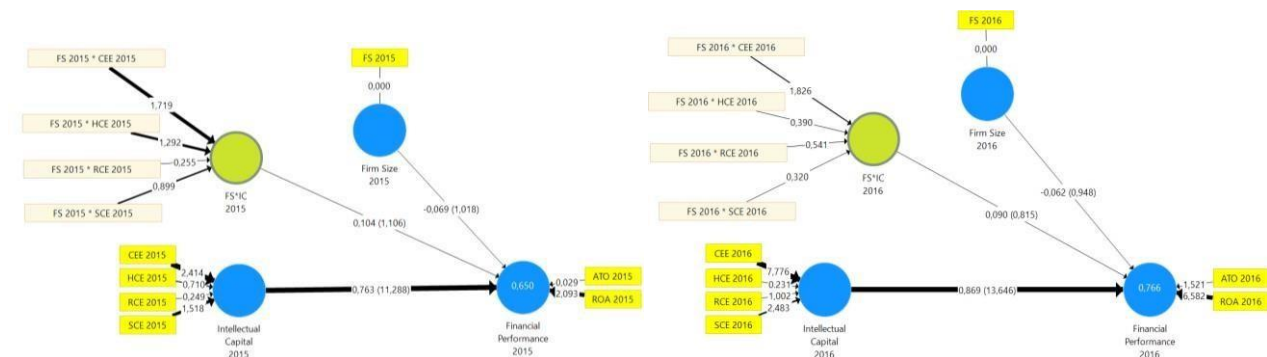 FS 2015 * CEE 2015
FS 2015 * HCE 2015
FS 2015 * RCE 2015
FS 2015 * SCE 2015
1,719
1,292
0,255
0,899
FS*IC
2015
FS 2015
0,000
Firm Size
2015
-0,069 (1,018)
0,104 (1,106)
CEE 2015
HCE 2015
RCE 2015
SCE 2015
2,414
0,710
0,249
1,518
Intellectual
Capital
2015
0,763 (11,288)
0,650
Financial
Performance
2015
0,029
2,093
ATO 2015
ROA 2015
FS 2016 * CEE 2016
FS 2016 * HCE 2016
FS 2016 * RCE 2016
FS 2016 * SCE 2016
1,826
0,390
0,541
0,320
FS*IC
2016
FS 2016
0,000
Firm Size
2016
-0,062 (0,948)
0,090 (0,815)
CEE 2016
HCE 2016
RCE 2016
SCE 2016
7,776
0,231
1,002
2,483
Intellectual
Capital
2016
0,869 (13,646)
0,766
Financial
Performance
2016
1,521
6,582
ATO 2016
ROA 2016